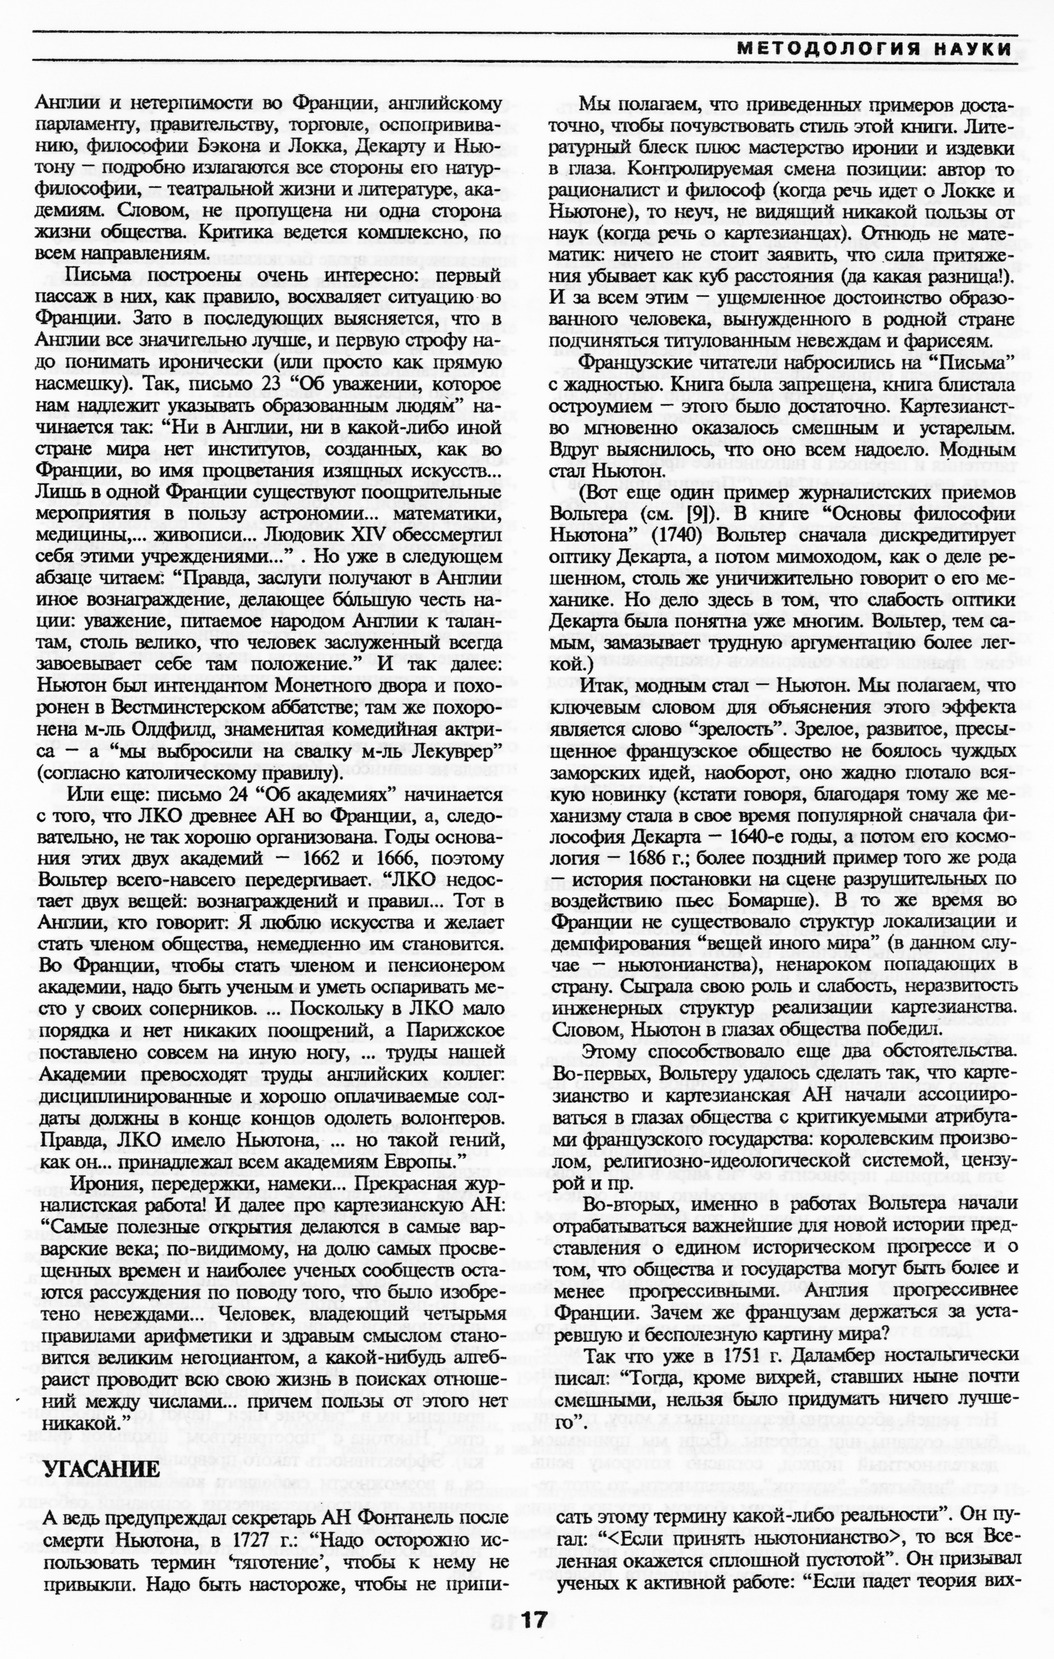 МЕТОДОЛОГИЯ НАУКИ
Англии и нетерпимости во Франции, английскому
парламенту, правительству, торговле, оспопривива-
нию, философии Бэкона и Локка, Декарту и Нью-
тону — подробно излагаются все стороны его натур-
философии, — театральной жизни и литературе, ака-
демиям. Словом, не пропущена ни одна сторона
жизни общества. Критика ведется комплексно, по
всем направлениям.
Письма построены очень интересно: первый
пассаж в них, как правило, восхваляет ситуацию во
Франции. Зато в последующих выясняется, что в
Англии все значительно лучше, и первую строфу на-
до понимать иронически (или просто как прямую
насмешку). Так, письмо 23 “Об уважении, которое
нам надлежит указывать образованным людям” на-
чинается так: “Ни в Англии, ни в какой-либо иной
стране мира нет институтов, созданных, как во
Франции, во имя процветания изящных искусств...
Лишь в одной Франции существуют поощрительные
мероприятия в пользу астрономии... математики,
медицины,... живописи... Людовик XIV обессмертил
себя этими учреждениями...” . Но уже в следующем
абзаце читаем: “Правда, заслуги получают в Англии
иное вознаграждение, делающее бóльшую честь на-
ции: уважение, питаемое народом Англии к талан-
там, столь велико, что человек заслуженный всегда
завоевывает себе там положение.” И так далее:
Ньютон был интендантом Монетного двора и похо-
ронен в Вестминстерском аббатстве; там же похоро-
нена м-ль Олдфилд, знаменитая комедийная актри-
са — а “мы выбросили на свалку м-ль Лекуврер”
(согласно католическому правилу).
Или еще: письмо 24 “Об академиях” начинается
с того, что ЛКО древнее АН во Франции, а, следо-
вательно, не так хорошо организована. Годы основа-
ния этих двух академий — 1662 и 1666, поэтому
Вольтер всего-навсего передергивает. “ЛКО недос-
тает двух вещей: вознаграждений и правил... Тот в
Англии, кто говорит: Я люблю искусства и желает
стать членом общества, немедленно им становится.
Во Франции, чтобы стать членом и пенсионером
академии, надо быть ученым и уметь оспаривать ме-
сто у своих соперников. ... Поскольку в ЛКО мало
порядка и нет никаких поощрений, а Парижское
поставлено совсем на иную ногу, ... труды нашей
Академии превосходят труды английских коллег:
дисциплинированные и хорошо оплачиваемые сол-
даты должны в конце концов одолеть волонтеров.
Правда, ЛКО имело Ньютона, ... но такой гений,
как он... принадлежал всем академиям Европы.”
Ирония, передержки, намеки... Прекрасная жур-
налистская работа! И далее про картезианскую АН:
“Самые полезные открытия делаются в самые вар-
варские века; по-видимому, на долю самых просве-
щенных времен и наиболее ученых сообществ оста-
ются рассуждения по поводу того, что было изобре-
тено невеждами... Человек, владеющий четырьмя
правилами арифметики и здравым смыслом стано-
вится великим негоциантом, а какой-нибудь алгеб-
раист проводит всю свою жизнь в поисках отноше-
ний между числами... причем пользы от этого нет
никакой.”
Мы полагаем, что приведенных примеров доста-
точно, чтобы почувствовать стиль этой книги. Лите-
ратурный блеск плюс мастерство иронии и издевки
в глаза. Контролируемая смена позиции: автор то
рационалист и философ (когда речь идет о Локке и
Ньютоне), то неуч, не видящий никакой пользы от
наук (когда речь о картезианцах). Отнюдь не мате-
матик: ничего не стоит заявить, что сила притяже-
ния убывает как куб расстояния (да какая разница!).
И за всем этим — ущемленное достоинство образо-
ванного человека, вынужденного в родной стране
подчиняться титулованным невеждам и фарисеям.
Французские читатели набросились на “Письма”
с жадностью. Книга была запрещена, книга блистала
остроумием — этого было достаточно. Картезианст-
во мгновенно оказалось смешным и устарелым.
Вдруг выяснилось, что оно всем надоело. Модным
стал Ньютон.
(Вот еще один пример журналистских приемов
Вольтера (см. [9]). В книге “Основы философии
Ньютона” (1740) Вольтер сначала дискредитирует
оптику Декарта, а потом мимоходом, как о деле ре-
шенном, столь же уничижительно говорит о его ме-
ханике. Но дело здесь в том, что слабость оптики
Декарта была понятна уже многим. Вольтер, тем са-
мым, замазывает трудную аргументацию более лег-
кой.)
Итак, модным стал — Ньютон. Мы полагаем, что
ключевым словом для объяснения этого эффекта
является слово “зрелость”. Зрелое, развитое, пресы-
щенное французское общество не боялось чуждых
заморских идей, наоборот, оно жадно глотало вся-
кую новинку (кстати говоря, благодаря тому же ме-
ханизму стала в свое время популярной сначала фи-
лософия Декарта — 1640-е годы, а потом его космо-
логия — 1686 г.; более поздний пример того же рода
— история постановки на сцене разрушительных по
воздействию пьес Бомарше). В то же время во
Франции не существовало структур локализации и
демпфирования “вещей иного мира” (в данном слу-
чае — ньютонианства), ненароком попадающих в
страну. Сыграла свою роль и слабость, неразвитость
инженерных структур реализации картезианства.
Словом, Ньютон в глазах общества победил.
Этому способствовало еще два обстоятельства.
Во-первых, Вольтеру удалось сделать так, что карте-
зианство и картезианская АН начали ассоцииро-
ваться в глазах общества с критикуемыми атрибута-
ми французского государства: королевским произво-
лом, религиозно-идеологической системой, цензу-
рой и пр.
Во-вторых, именно в работах Вольтера начали
отрабатываться важнейшие для новой истории пред-
ставления о едином историческом прогрессе и о
том, что общества и государства могут быть более и
менее прогрессивными. Англия прогрессивнее
Франции. Зачем же французам держаться за уста-
ревшую и бесполезную картину мира?
Так что уже в 1751 г. Даламбер ностальгически
писал: “Тогда, кроме вихрей, ставших ныне почти
смешными, нельзя было придумать ничего лучше-
го”.
УГАСАНИЕ
А ведь предупреждал секретарь АН Фонтанель после
смерти Ньютона, в 1727 г.: “Надо осторожно ис-
пользовать термин ‘тяготение’, чтобы к нему не
привыкли. Надо быть настороже, чтобы не припи-
сать этому термину какой-либо реальности”. Он пу-
гал: “<Если принять ньютонианство>, то вся Все-
ленная окажется сплошной пустотой”. Он призывал
ученых к активной работе: “Если падет теория вих-
17